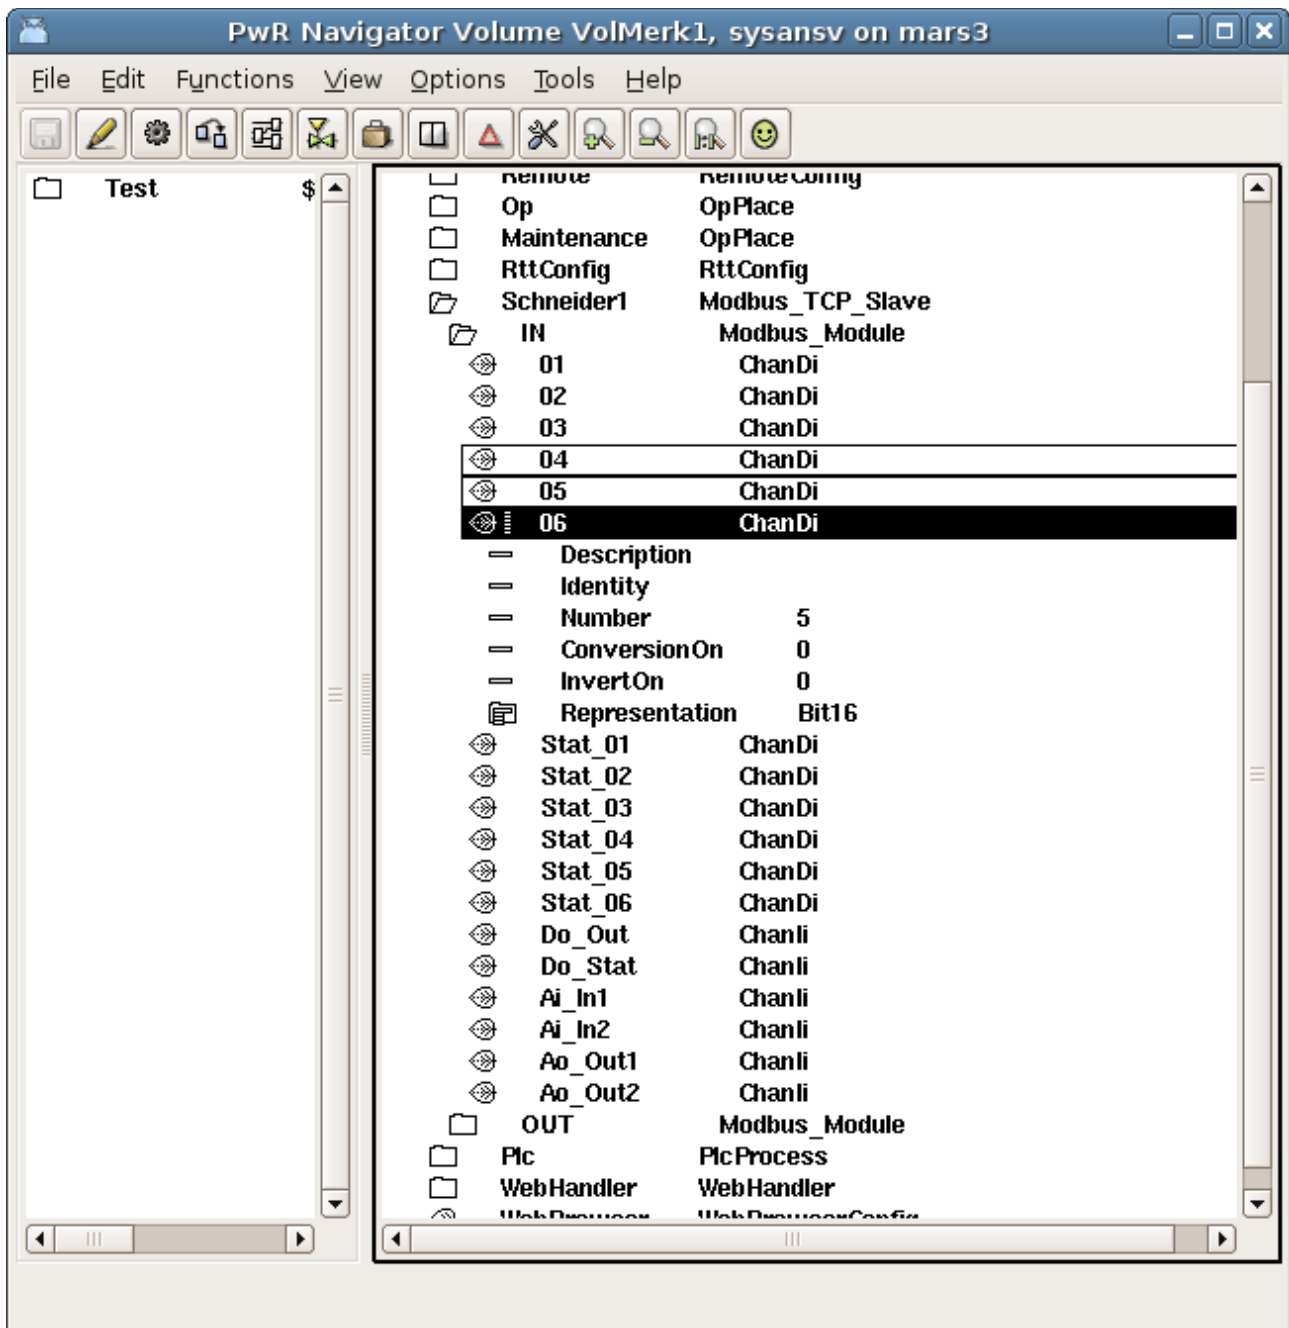 PwR Navigator Volume VolMerk1, sysansv on mars3
File Edit Functions View Options Tools Help
Test $
Remote RemoteConfig
Op OpPlace
Maintenance OpPlace
RttConfig RttConfig
Schneider1 Modbus_TCP_Slave
IN Modbus_Module
01 ChanDi
02 ChanDi
03 ChanDi
04 ChanDi
05 ChanDi
06 ChanDi
Description
Identity
Number 5
ConversionOn 0
InvertOn 0
Representation Bit16
Stat_01 ChanDi
Stat_02 ChanDi
Stat_03 ChanDi
Stat_04 ChanDi
Stat_05 ChanDi
Stat_06 ChanDi
Do_Out ChanIi
Do_Stat ChanIi
Ai_In1 ChanIi
Ai_In2 ChanIi
Ao_Out1 ChanIi
Ao_Out2 ChanIi
OUT Modbus_Module
Plc PlcProcess
WebHandler WebHandler
WebBrowser WebBrowserConfig